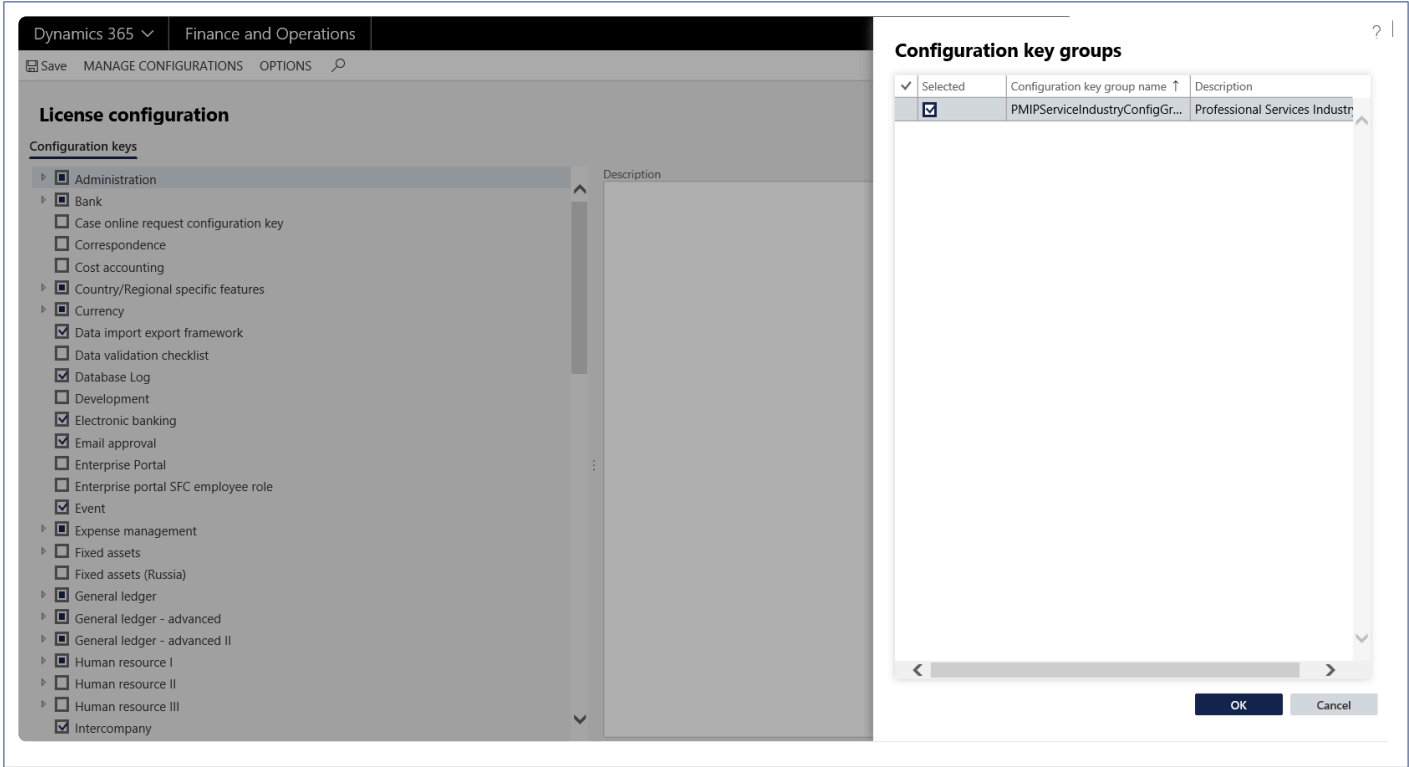 Dynamics 365 Finance and Operations
Save MANAGE CONFIGURATIONS OPTIONS
License configuration
Configuration keys
Administration
Bank
Case online request configuration key
Correspondence
Cost accounting
Country/Regional specific features
Currency
Data import export framework
Data validation checklist
Database Log
Development
Electronic banking
Email approval
Enterprise Portal
Enterprise portal SFC employee role
Event
Expense management
Fixed assets
Fixed assets (Russia)
General ledger
General ledger - advanced
General ledger - advanced II
Human resource I
Human resource II
Human resource III
Intercompany
Description
?
Configuration key groups
Selected Configuration key group name ↑ Description
PMIPServiceIndustryConfigGr... Professional Services Industry
OK Cancel